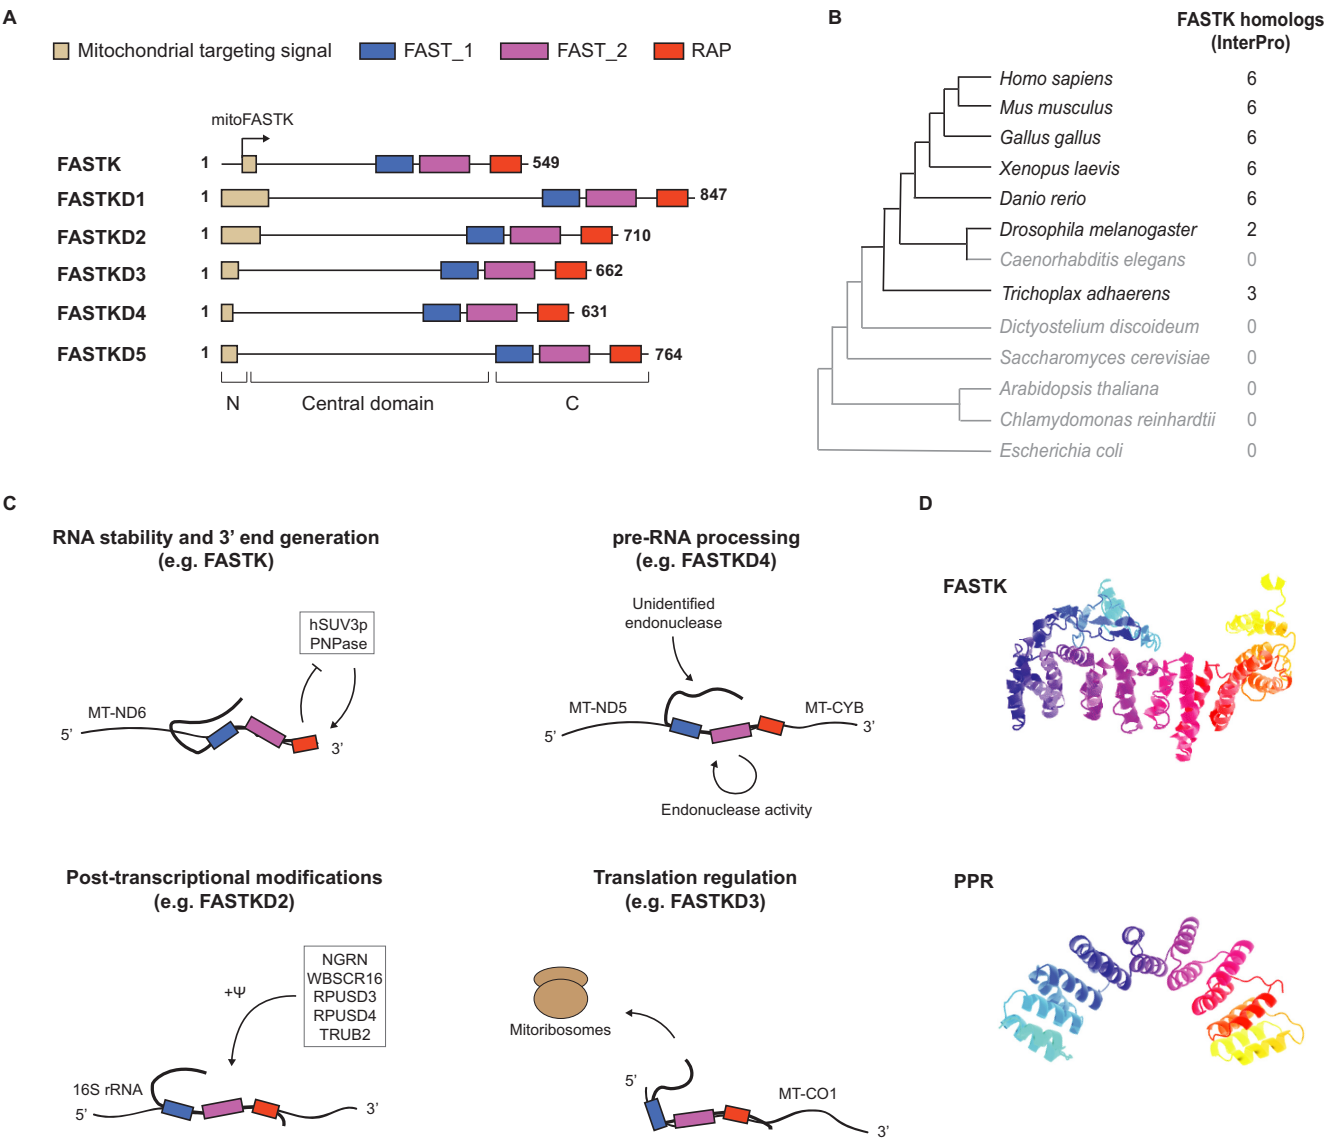 A
Mitochondrial targeting signal FAST_1 FAST_2 RAP
mitoFASTK
FASTK 1 549
FASTKD1 1 847
FASTKD2 1 710
FASTKD3 1 662
FASTKD4 1 631
FASTKD5 1 764
N Central domain C
B
FASTK homologs
(InterPro)
Homo sapiens 6
Mus musculus 6
Gallus gallus 6
Xenopus laevis 6
Danio rerio 6
Drosophila melanogaster 2
Caenorhabditis elegans 0
Trichoplax adhaerens 3
Dictyostelium discoideum 0
Saccharomyces cerevisiae 0
Arabidopsis thaliana 0
Chlamydomonas reinhardtii 0
Escherichia coli 0
C
RNA stability and 3’ end generation
(e.g. FASTK)
hSUV3p
PNPase
MT-ND6
5’
3’
pre-RNA processing
(e.g. FASTKD4)
Unidentified
endonuclease
MT-ND5
MT-CYB
5’
3’
Endonuclease activity
Post-transcriptional modifications
(e.g. FASTKD2)
NGRN
WBSCR16
RPUSD3
RPUSD4
TRUB2
+Ψ
16S rRNA
5’
3’
Translation regulation
(e.g. FASTKD3)
Mitoribosomes
5’
MT-CO1
3’
D
FASTK
PPR